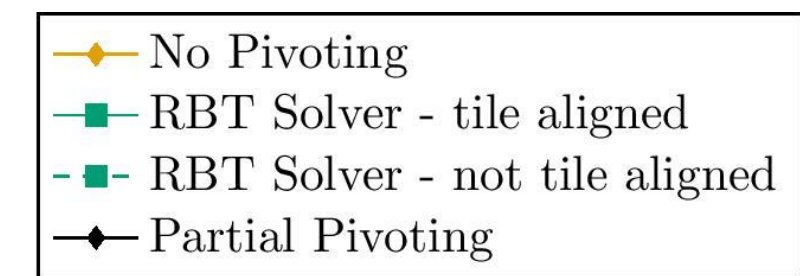 No Pivoting
RBT Solver - tile aligned
RBT Solver - not tile aligned
Partial Pivoting